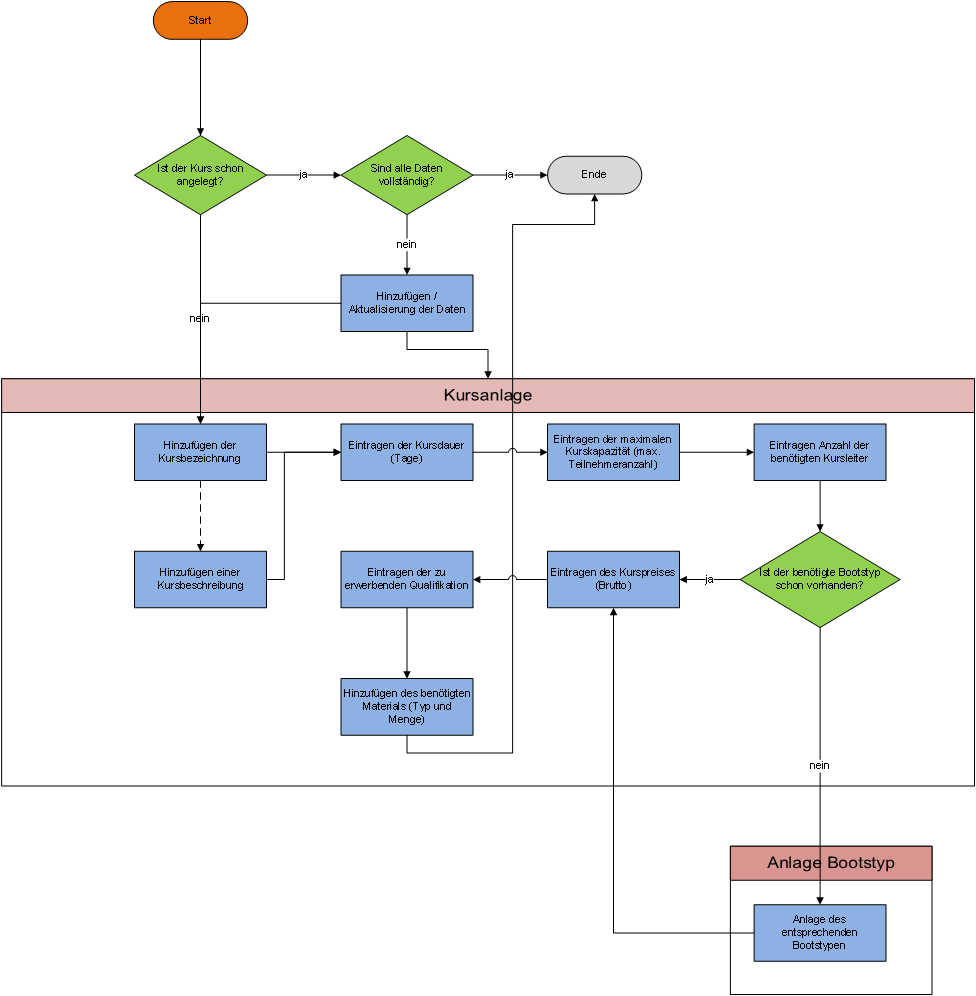 Start
Ist der Kurs schon
angelegt?
ja
Sind alle Daten
vollständig?
ja
Ende
nein
Hinzufügen /
Aktualisierung der Daten
nein
Kursanlage
Hinzufügen der
Kursbezeichnung
Eintragen der Kursdauer
(Tage)
Eintragen der maximalen
Kurskapazität (max.
Teilnehmeranzahl)
Eintragen Anzahl der
benötigten Kursleiter
Hinzufügen einer
Kursbeschreibung
Eintragen der zu
erwerbenden Qualifikation
Eintragen des Kurspreises
(Brutto)
ja
Ist der benötigte Bootstyp
schon vorhanden?
Hinzufügen des benötigten
Materials (Typ und
Menge)
nein
Anlage Bootstyp
Anlage des
entsprechenden
Bootstypen